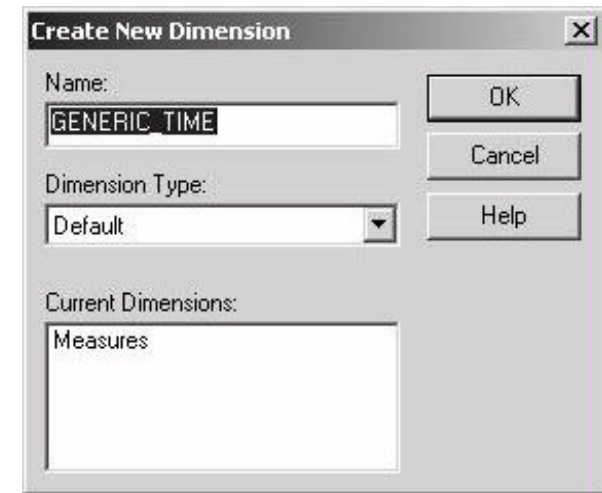 Create New Dimension
Name:
GENERIC_TIME
OK
Cancel
Dimension Type:
Default
Help
Current Dimensions:
Measures